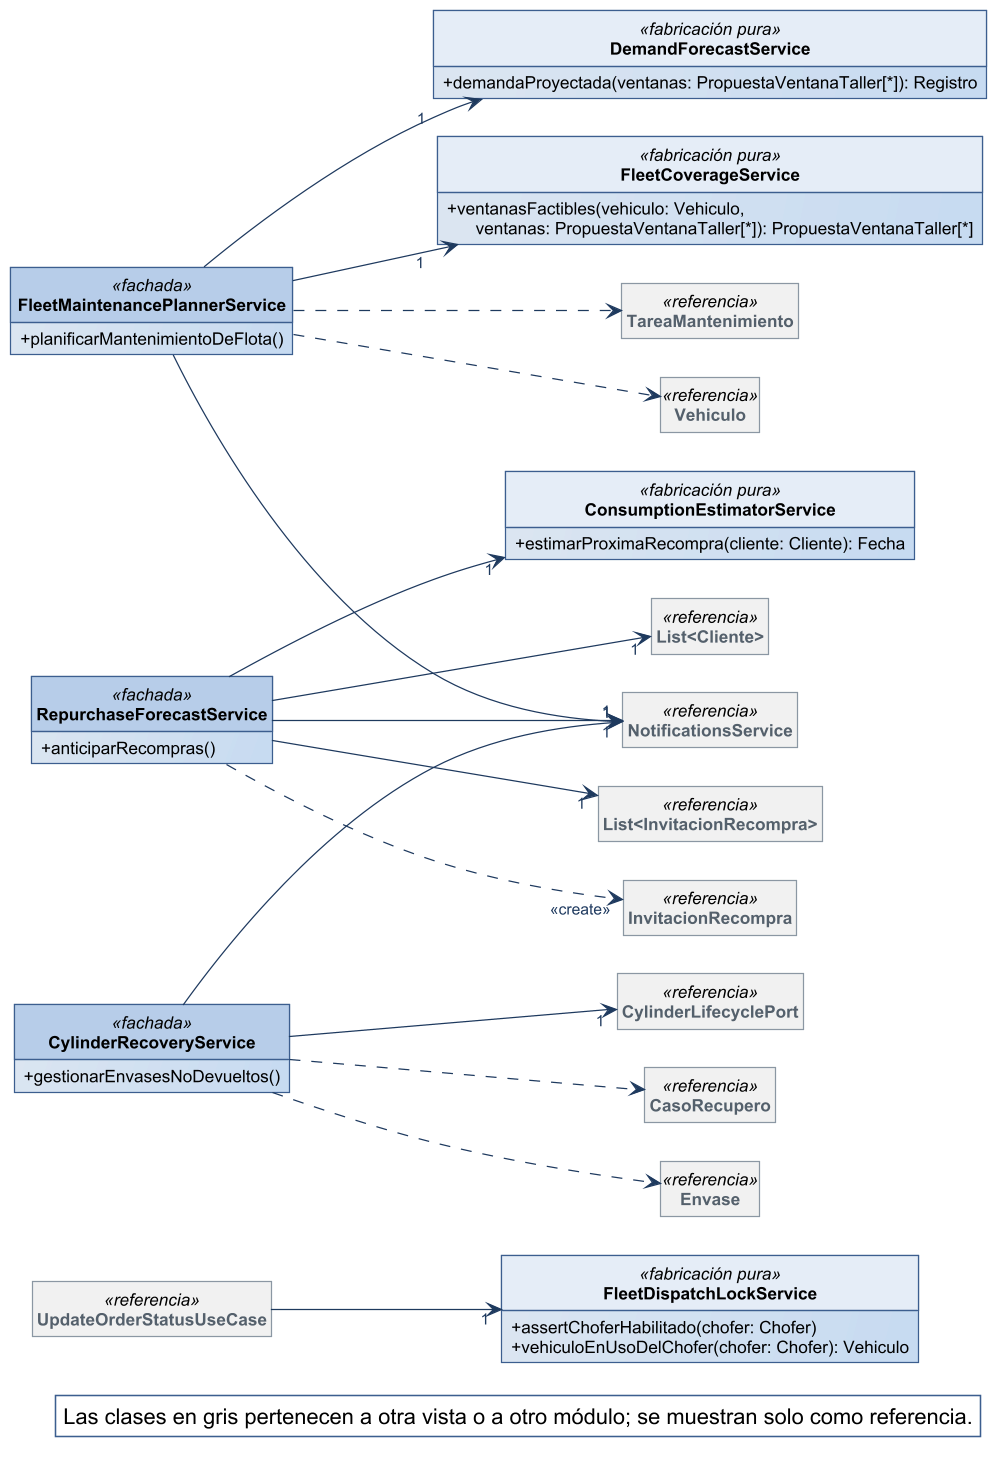 «fabricación pura»
DemandForecastService
+demandaProyectada(ventanas: PropuestaVentanaTaller[*]): Registro
1
«fabricación pura»
FleetCoverageService
+ventanasFactibles(vehiculo: Vehiculo,
ventanas: PropuestaVentanaTaller[*]): PropuestaVentanaTaller[*]
1
«fachada»
FleetMaintenancePlannerService
+planificarMantenimientoDeFlota()
«referencia»
TareaMantenimiento
«referencia»
Vehiculo
«fabricación pura»
ConsumptionEstimatorService
+estimarProximaRecompra(cliente: Cliente): Fecha
1
«referencia»
List<Cliente>
1
«fachada»
RepurchaseForecastService
+anticiparRecompras()
«referencia»
NotificationsService
1
1
1
«referencia»
List<InvitacionRecompra>
1
«referencia»
InvitacionRecompra
«create»
«referencia»
CylinderLifecyclePort
1
«fachada»
CylinderRecoveryService
+gestionarEnvasesNoDevueltos()
«referencia»
CasoRecupero
«referencia»
Envase
«referencia»
UpdateOrderStatusUseCase
1
«fabricación pura»
FleetDispatchLockService
+assertChoferHabilitado(chofer: Chofer)
+vehiculoEnUsoDelChofer(chofer: Chofer): Vehiculo
Las clases en gris pertenecen a otra vista o a otro módulo; se muestran solo como referencia.